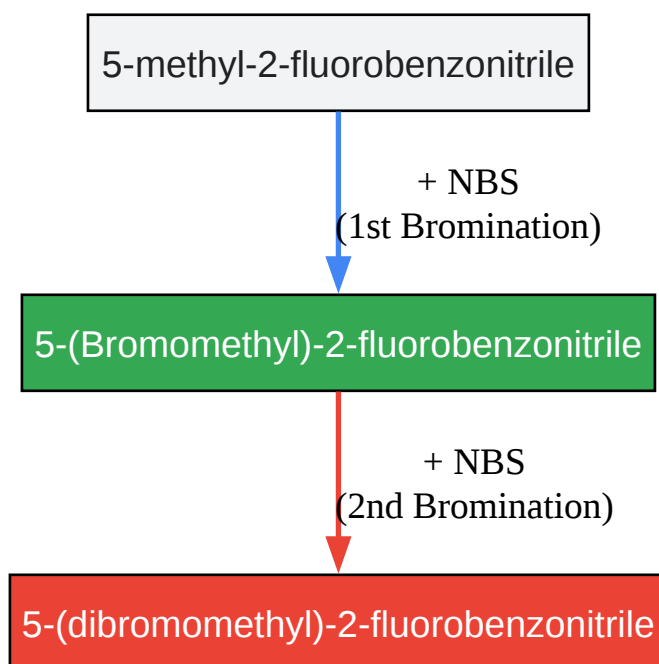 5-methyl-2-fluorobenzonitrile
+ NBS
(1st Bromination)
5-(Bromomethyl)-2-fluorobenzonitrile
+ NBS
(2nd Bromination)
5-(dibromomethyl)-2-fluorobenzonitrile